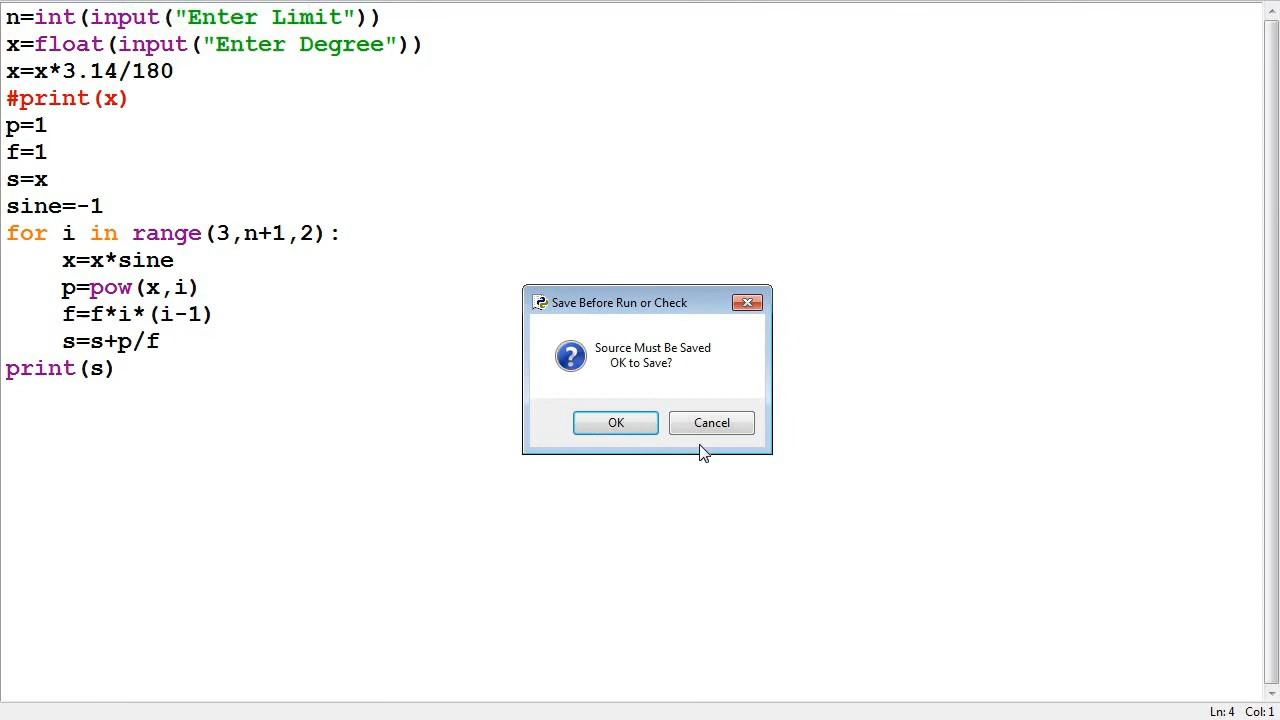 n=int(input("Enter Limit"))
x=float(input("Enter Degree"))
x=x*3.14/180
#print(x)
p=1
f=1
s=x
sine=-1
for i in range(3,n+1,2):
    x=x*sine
    p=pow(x,i)
    f=f*i*(i-1)
    s=s+p/f
print(s)
Save Before Run or Check
Source Must Be Saved
OK to Save?
OK
Cancel
Ln: 4 Col: 1